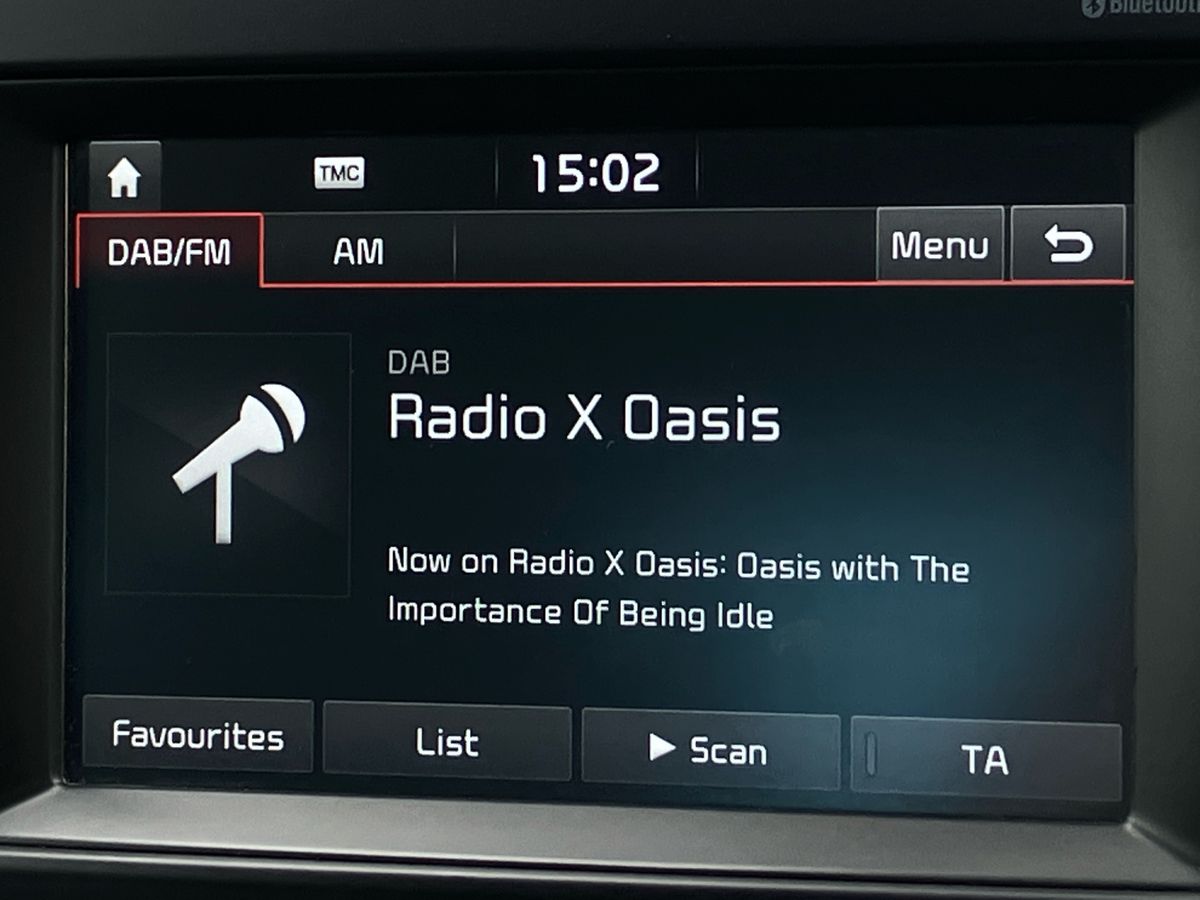 Bluetooth
TMC
15:02
DAB/FM
AM
Menu
DAB
Radio X Oasis
Now on Radio X Oasis: Oasis with The
Importance Of Being Idle
Favourites
List
Scan
TA